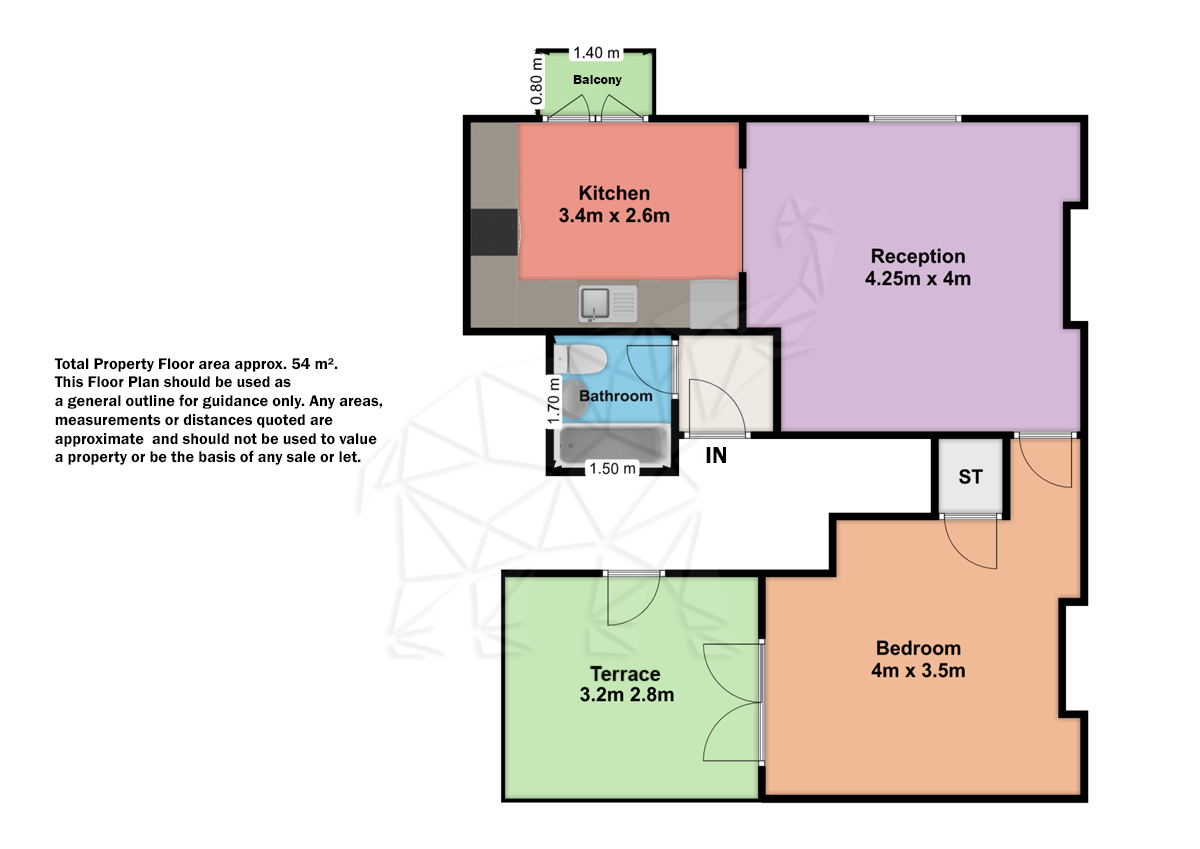 1.40 m
0.80 m
Balcony
Kitchen
3.4m x 2.6m
Reception
4.25m x 4m
Total Property Floor area approx. 54 m².
This Floor Plan should be used as
a general outline for guidance only. Any areas,
measurements or distances quoted are
approximate  and should not be used to value
a property or be the basis of any sale or let.
1.70 m
Bathroom
1.50 m
IN
ST
Bedroom
4m x 3.5m
Terrace
3.2m 2.8m